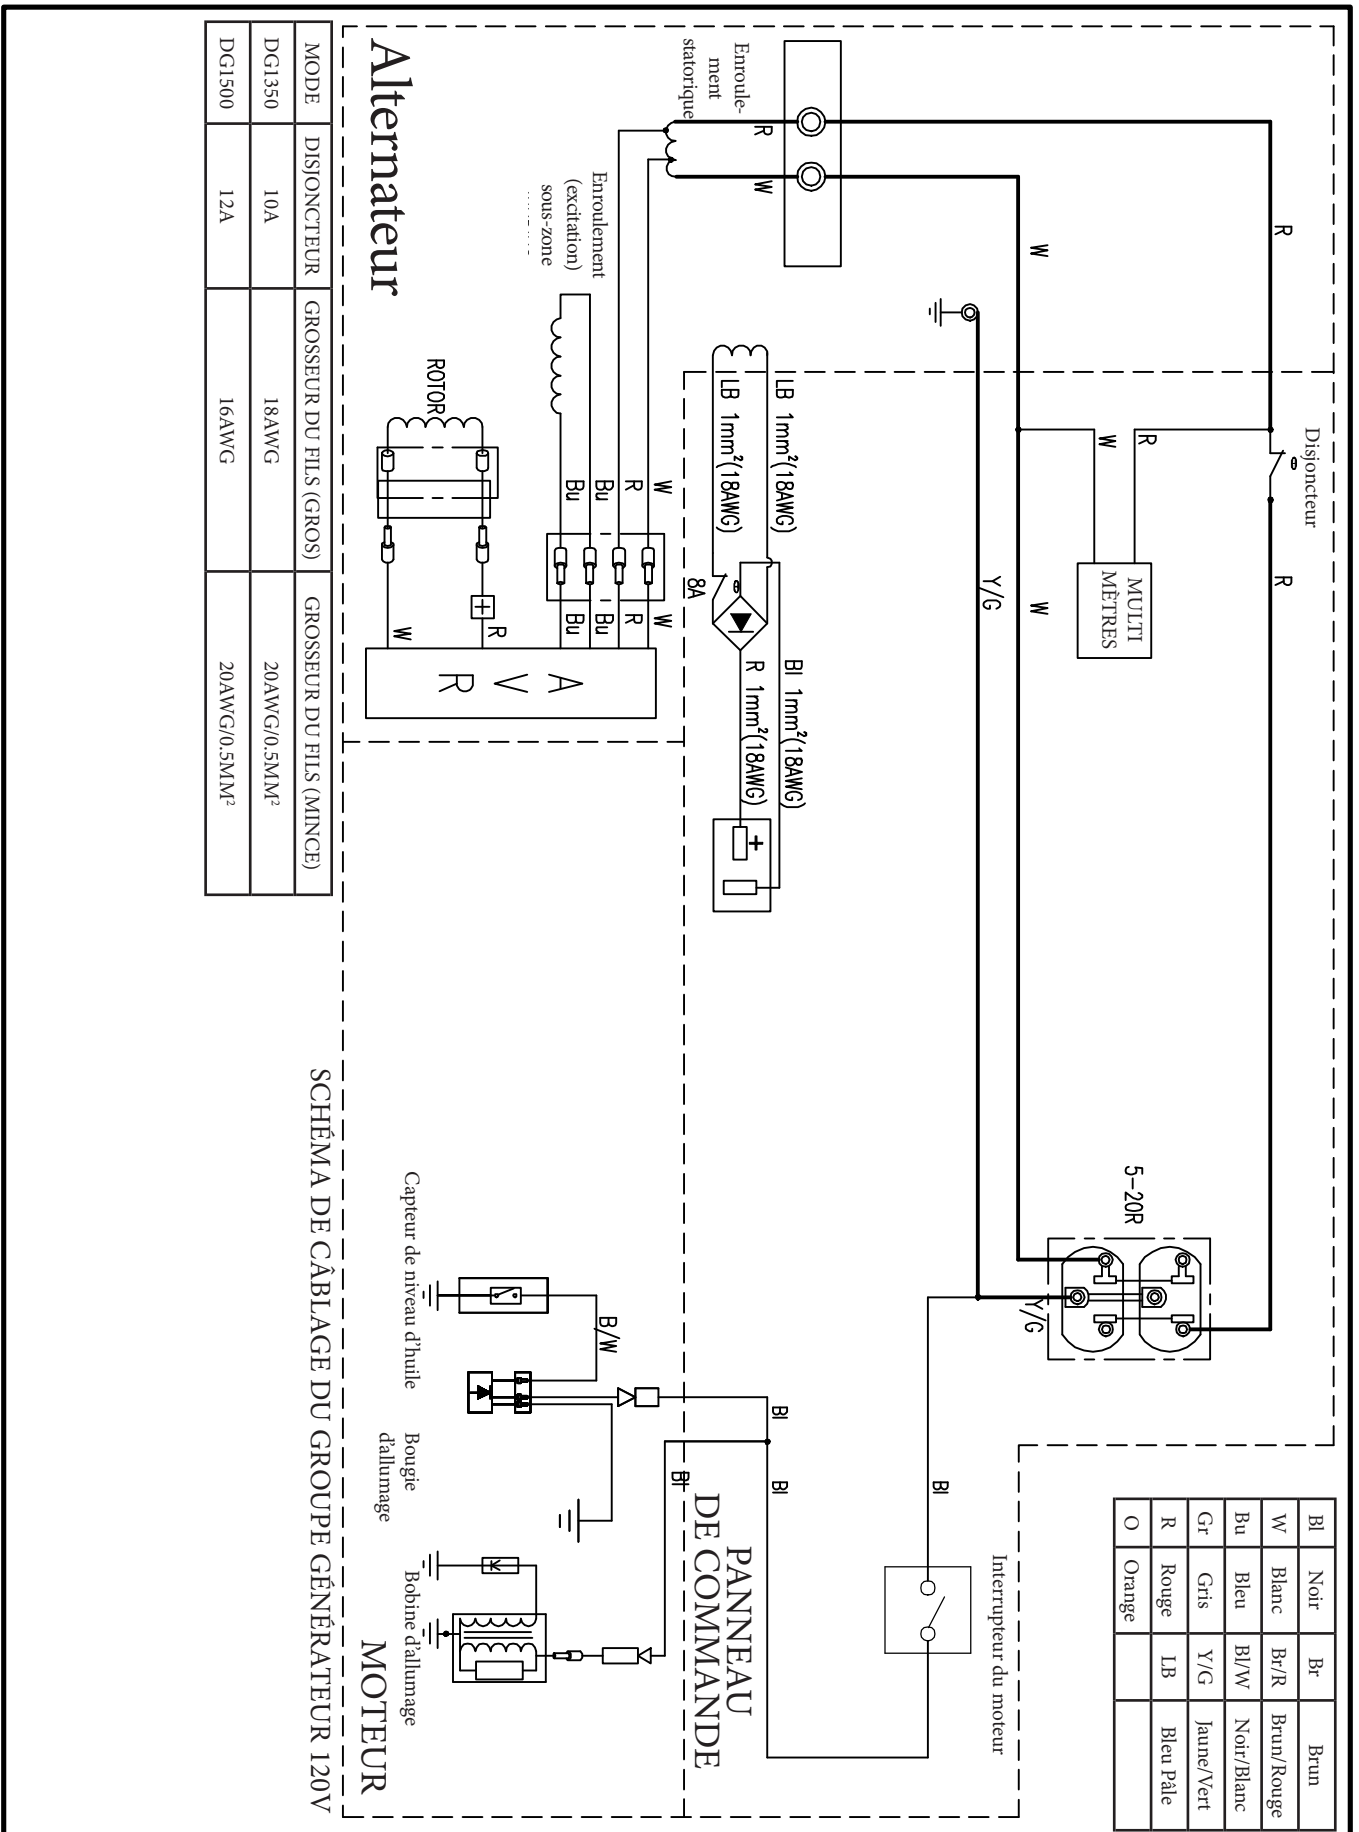 Bl Noir Br Brun
W Blanc Br/R Brun/Rouge
Bu Bleu Bl/W Noir/Blanc
Gr Gris Y/G Jaune/Vert
R Rouge LB Bleu Pâle
O Orange
Disjoncteur
R
R
W
W
R
W
MULTI
MÈTRES
5-20R
Y/G
Y/G
Interrupteur du moteur
Bl
Enroule-
ment
statorique
R
W
LB 1mm²(18AWG)
LB 1mm²(18AWG)
8A
Bl 1mm²(18AWG)
R 1mm²(18AWG)
+
Bl
Bl
Bl
PANNEAU
DE COMMANDE
Enroulement
(excitation)
sous-zone
W
R
Bu
Bu
W
R
Bu
Bu
ROTOR
R
W
+
A
V
R
Alternateur
B/W
Capteur de niveau d'huile
Bougie
d'allumage
Bobine d'allumage
MOTEUR
SCHÉMA DE CÂBLAGE DU GROUPE GÉNÉRATEUR 120V
MODE DISJONCTEUR GROSSEUR DU FILS (GROS) GROSSEUR DU FILS (MINCE)
DG1350 10A 18AWG 20AWG/0.5MM²
DG1500 12A 16AWG 20AWG/0.5MM²